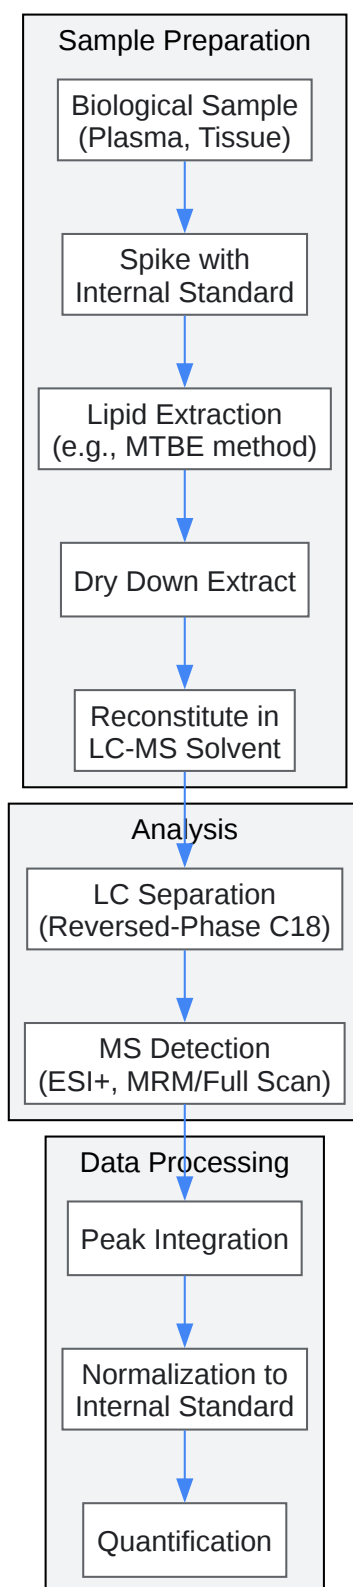 Sample Preparation
Biological Sample
(Plasma, Tissue)
Spike with
Internal Standard
Lipid Extraction
(e.g., MTBE method)
Dry Down Extract
Reconstitute in
LC-MS Solvent
Analysis
LC Separation
(Reversed-Phase C18)
MS Detection
(ESI+, MRM/Full Scan)
Data Processing
Peak Integration
Normalization to
Internal Standard
Quantification